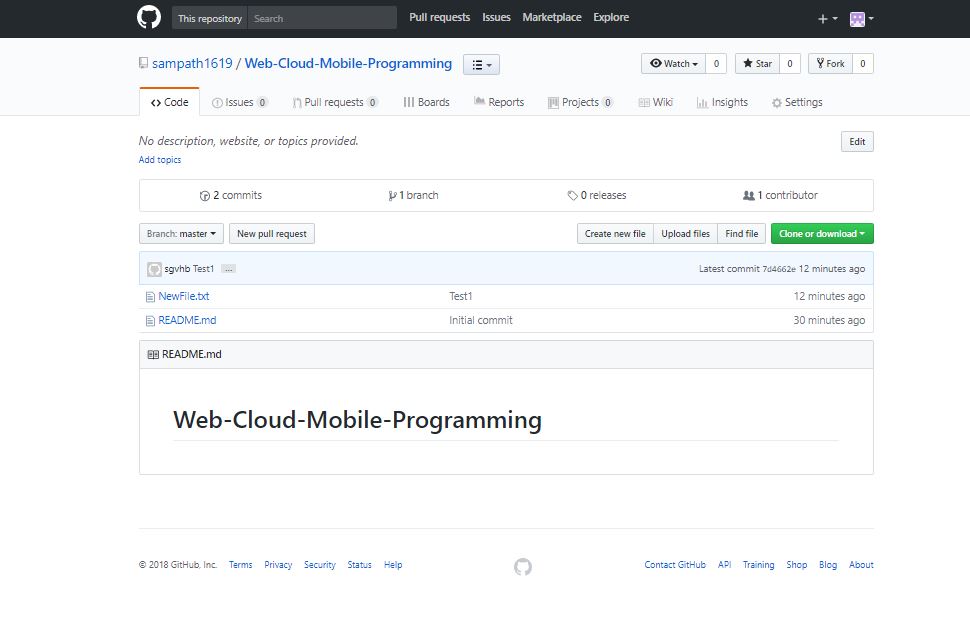 This repository Search Pull requests Issues Marketplace Explore
sampath1619 / Web-Cloud-Mobile-Programming Watch 0 Star 0 Fork 0
Code Issues 0 Pull requests 0 Boards Reports Projects 0 Wiki Insights Settings
No description, website, or topics provided. Edit
Add topics
2 commits 1 branch 0 releases 1 contributor
Branch: master New pull request Create new file Upload files Find file Clone or download
sgvhb Test1 ... Latest commit 7d4662e 12 minutes ago
NewFile.txt Test1 12 minutes ago
README.md Initial commit 30 minutes ago
README.md
Web-Cloud-Mobile-Programming
© 2018 GitHub, Inc. Terms Privacy Security Status Help Contact GitHub API Training Shop Blog About